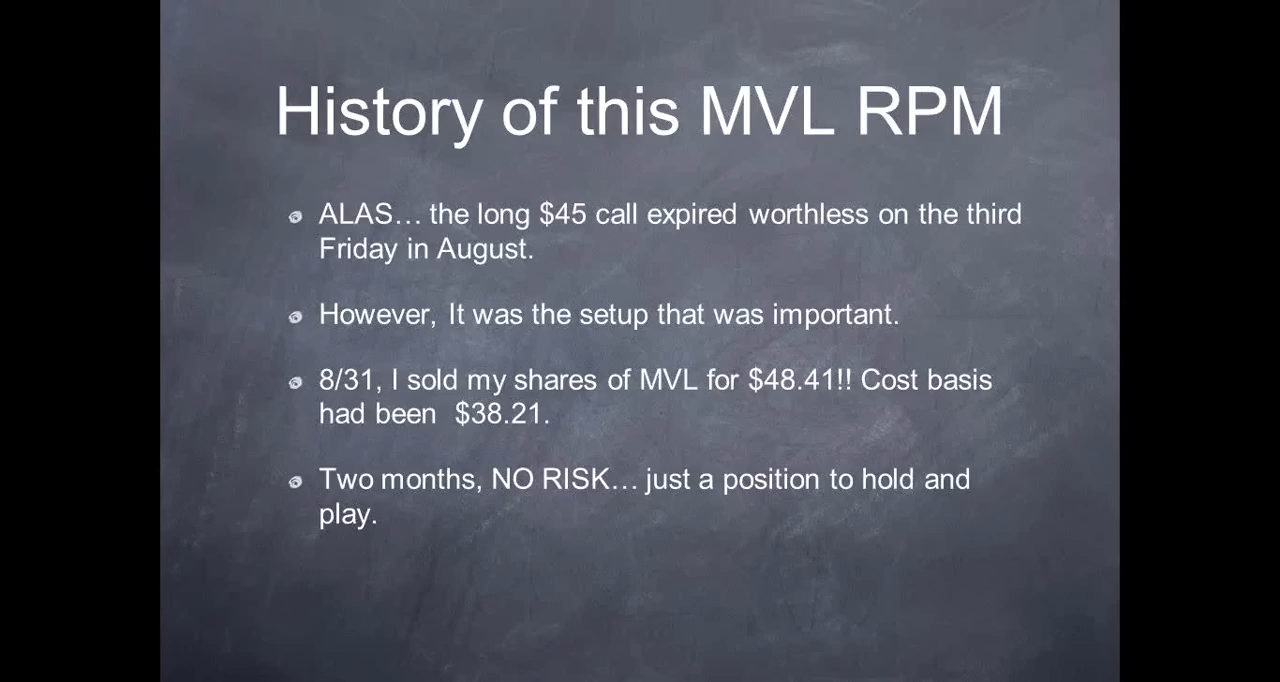 History of this MVL RPM
ALAS… the long $45 call expired worthless on the third
Friday in August.
However, It was the setup that was important.
8/31, I sold my shares of MVL for $48.41!! Cost basis
had been  $38.21.
Two months, NO RISK… just a position to hold and
play.